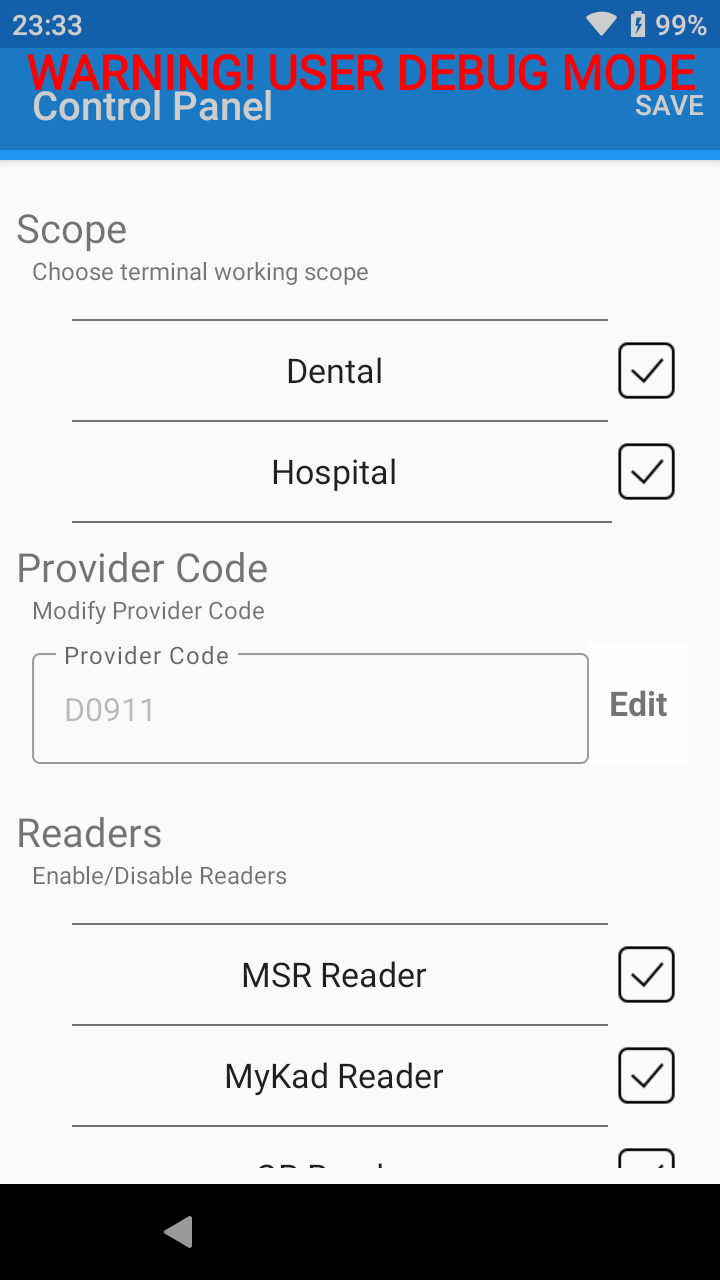 23:33
99%
WARNING! USER DEBUG MODE
Control Panel
SAVE
Scope
Choose terminal working scope
Dental
Hospital
Provider Code
Modify Provider Code
Provider Code
D0911
Edit
Readers
Enable/Disable Readers
MSR Reader
MyKad Reader